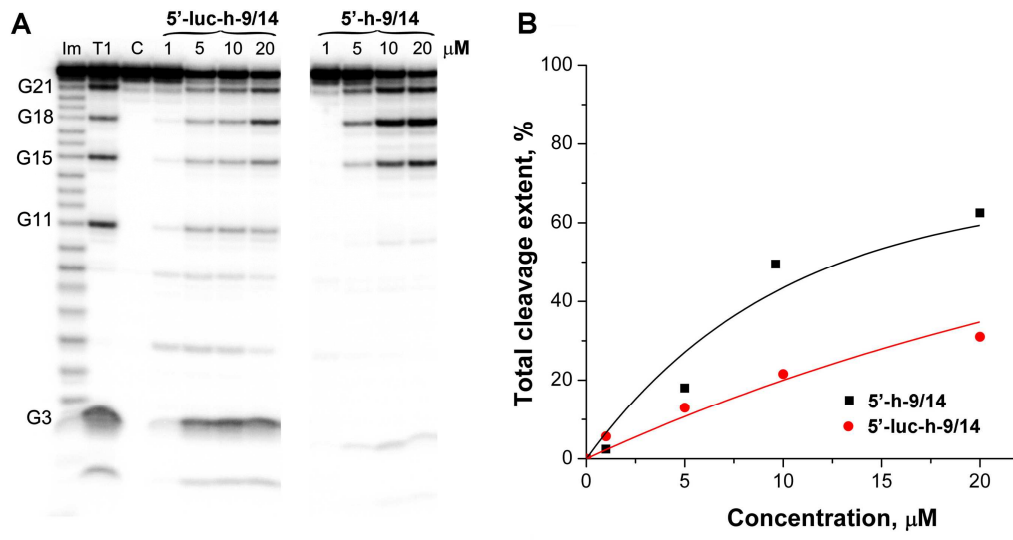 A
5'-luc-h-9/14
5'-h-9/14
Im T1 C 1 5 10 20 1 5 10 20 μM
G21
G18
G15
G11
G3
B
Total cleavage extent, %
100
80
60
40
20
0
0 5 10 15 20
Concentration, μM
5'-h-9/14
5'-luc-h-9/14